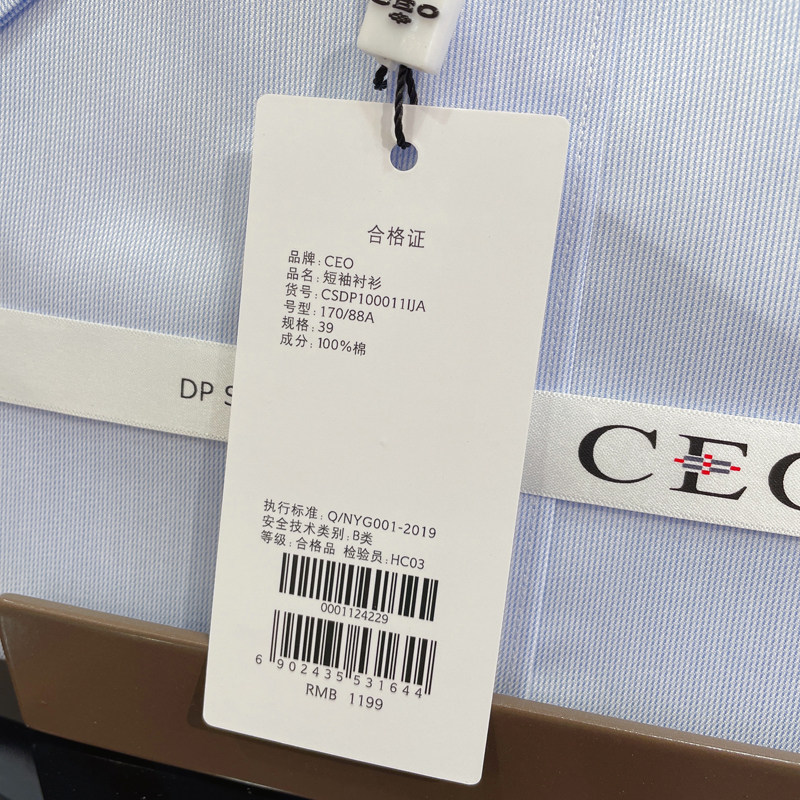 CEO
合格证
品牌:CEO
品名:短袖衬衫
货号:CSDP100011IJA
号型:170/88A
规格:39
成分:100%棉
DP
CEO
执行标准:Q/NYG001-2019
安全技术类别:B类
等级:合格品 检验员:HC03
0001124229
6 902435 531644
RMB 1199